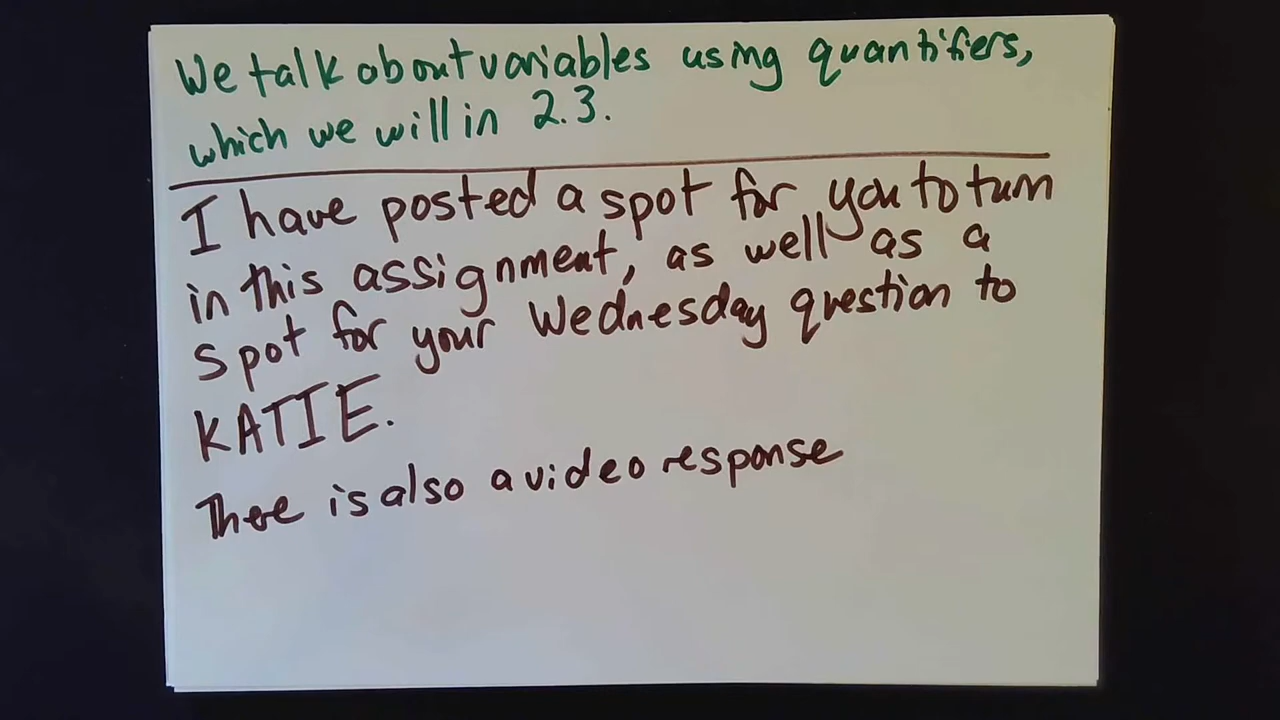 We talk about variables using quantifiers,
which we will in 2.3.
I have posted a spot for you to turn
in this assignment, as well as a
spot for your Wednesday question to
KATIE.
There is also a video response